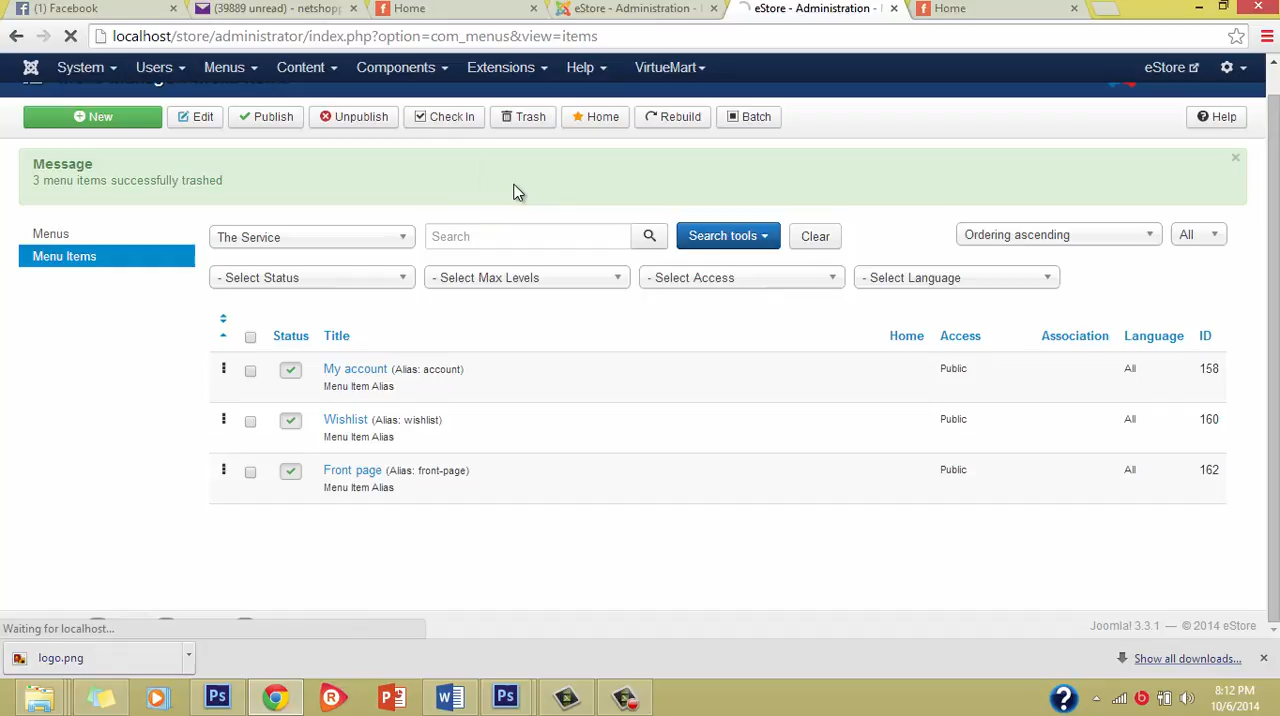 (1) Facebook
(39889 unread) - netshopp
Home
eStore - Administration -
eStore - Administration -
Home
localhost/store/administrator/index.php?option=com_menus&view=items
System Users Menus Content Components Extensions Help VirtueMart eStore
New Edit Publish Unpublish Check In Trash Home Rebuild Batch Help
Message
3 menu items successfully trashed
Menus
Menu Items
The Service Search Search tools Clear Ordering ascending All
- Select Status - Select Max Levels - Select Access - Select Language
Status Title Home Access Association Language ID
My account (Alias: account) Public All 158
Menu Item Alias
Wishlist (Alias: wishlist) Public All 160
Menu Item Alias
Front page (Alias: front-page) Public All 162
Menu Item Alias
Waiting for localhost...
Joomla! 3.3.1 — © 2014 eStore
logo.png
Show all downloads...
8:12 PM
10/6/2014